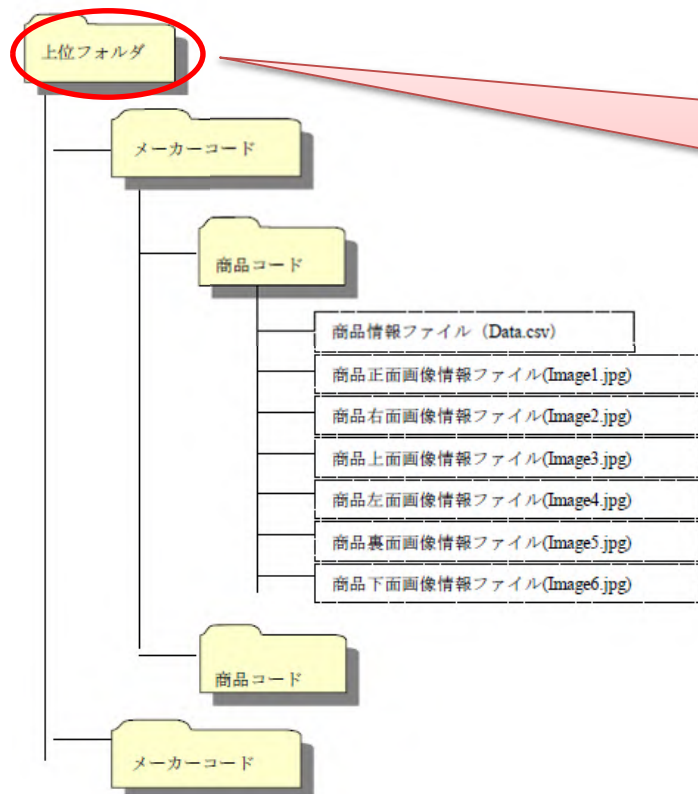 上位フォルダ
メーカーコード
商品コード
商品情報ファイル（Data.csv）
商品正面画像情報ファイル(Image1.jpg)
商品右面画像情報ファイル(Image2.jpg)
商品上面画像情報ファイル(Image3.jpg)
商品左面画像情報ファイル(Image4.jpg)
商品裏面画像情報ファイル(Image5.jpg)
商品下面画像情報ファイル(Image6.jpg)
商品コード
メーカーコード